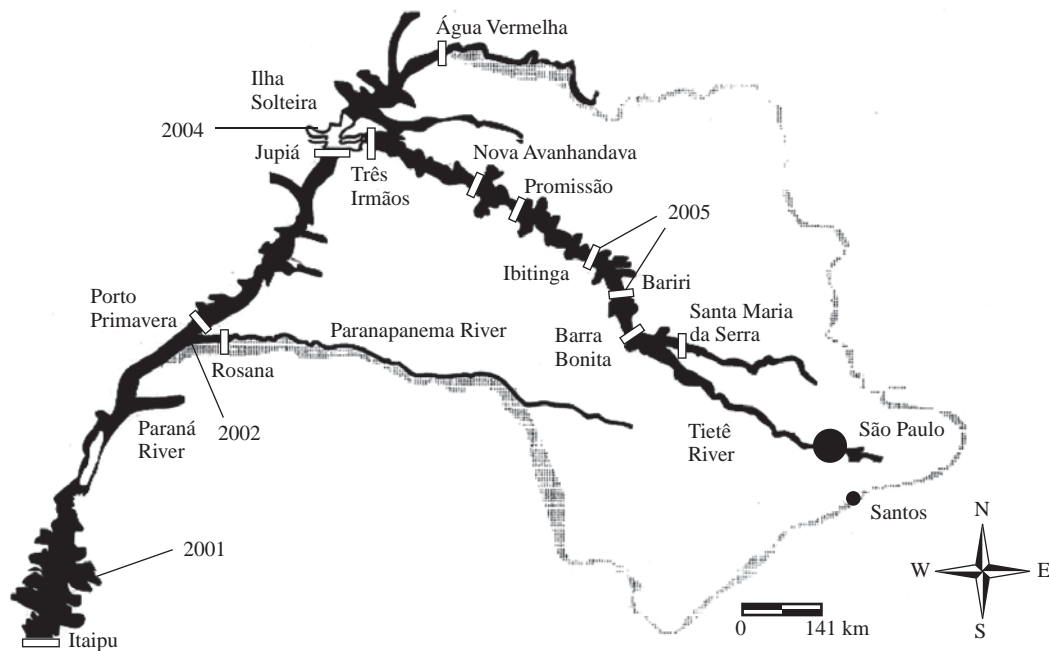 Água Vermelha
Ilha
Solteira
2004
Jupiá
Três
Irmãos
Nova Avanhandava
Promissão
2005
Ibitinga
Bariri
Porto
Primavera
Paranapanema River
Santa Maria
da Serra
Barra
Bonita
Rosana
Paraná
River
2002
Tietê
River
São Paulo
Santos
2001
N
W
E
S
0
141 km
Itaipu